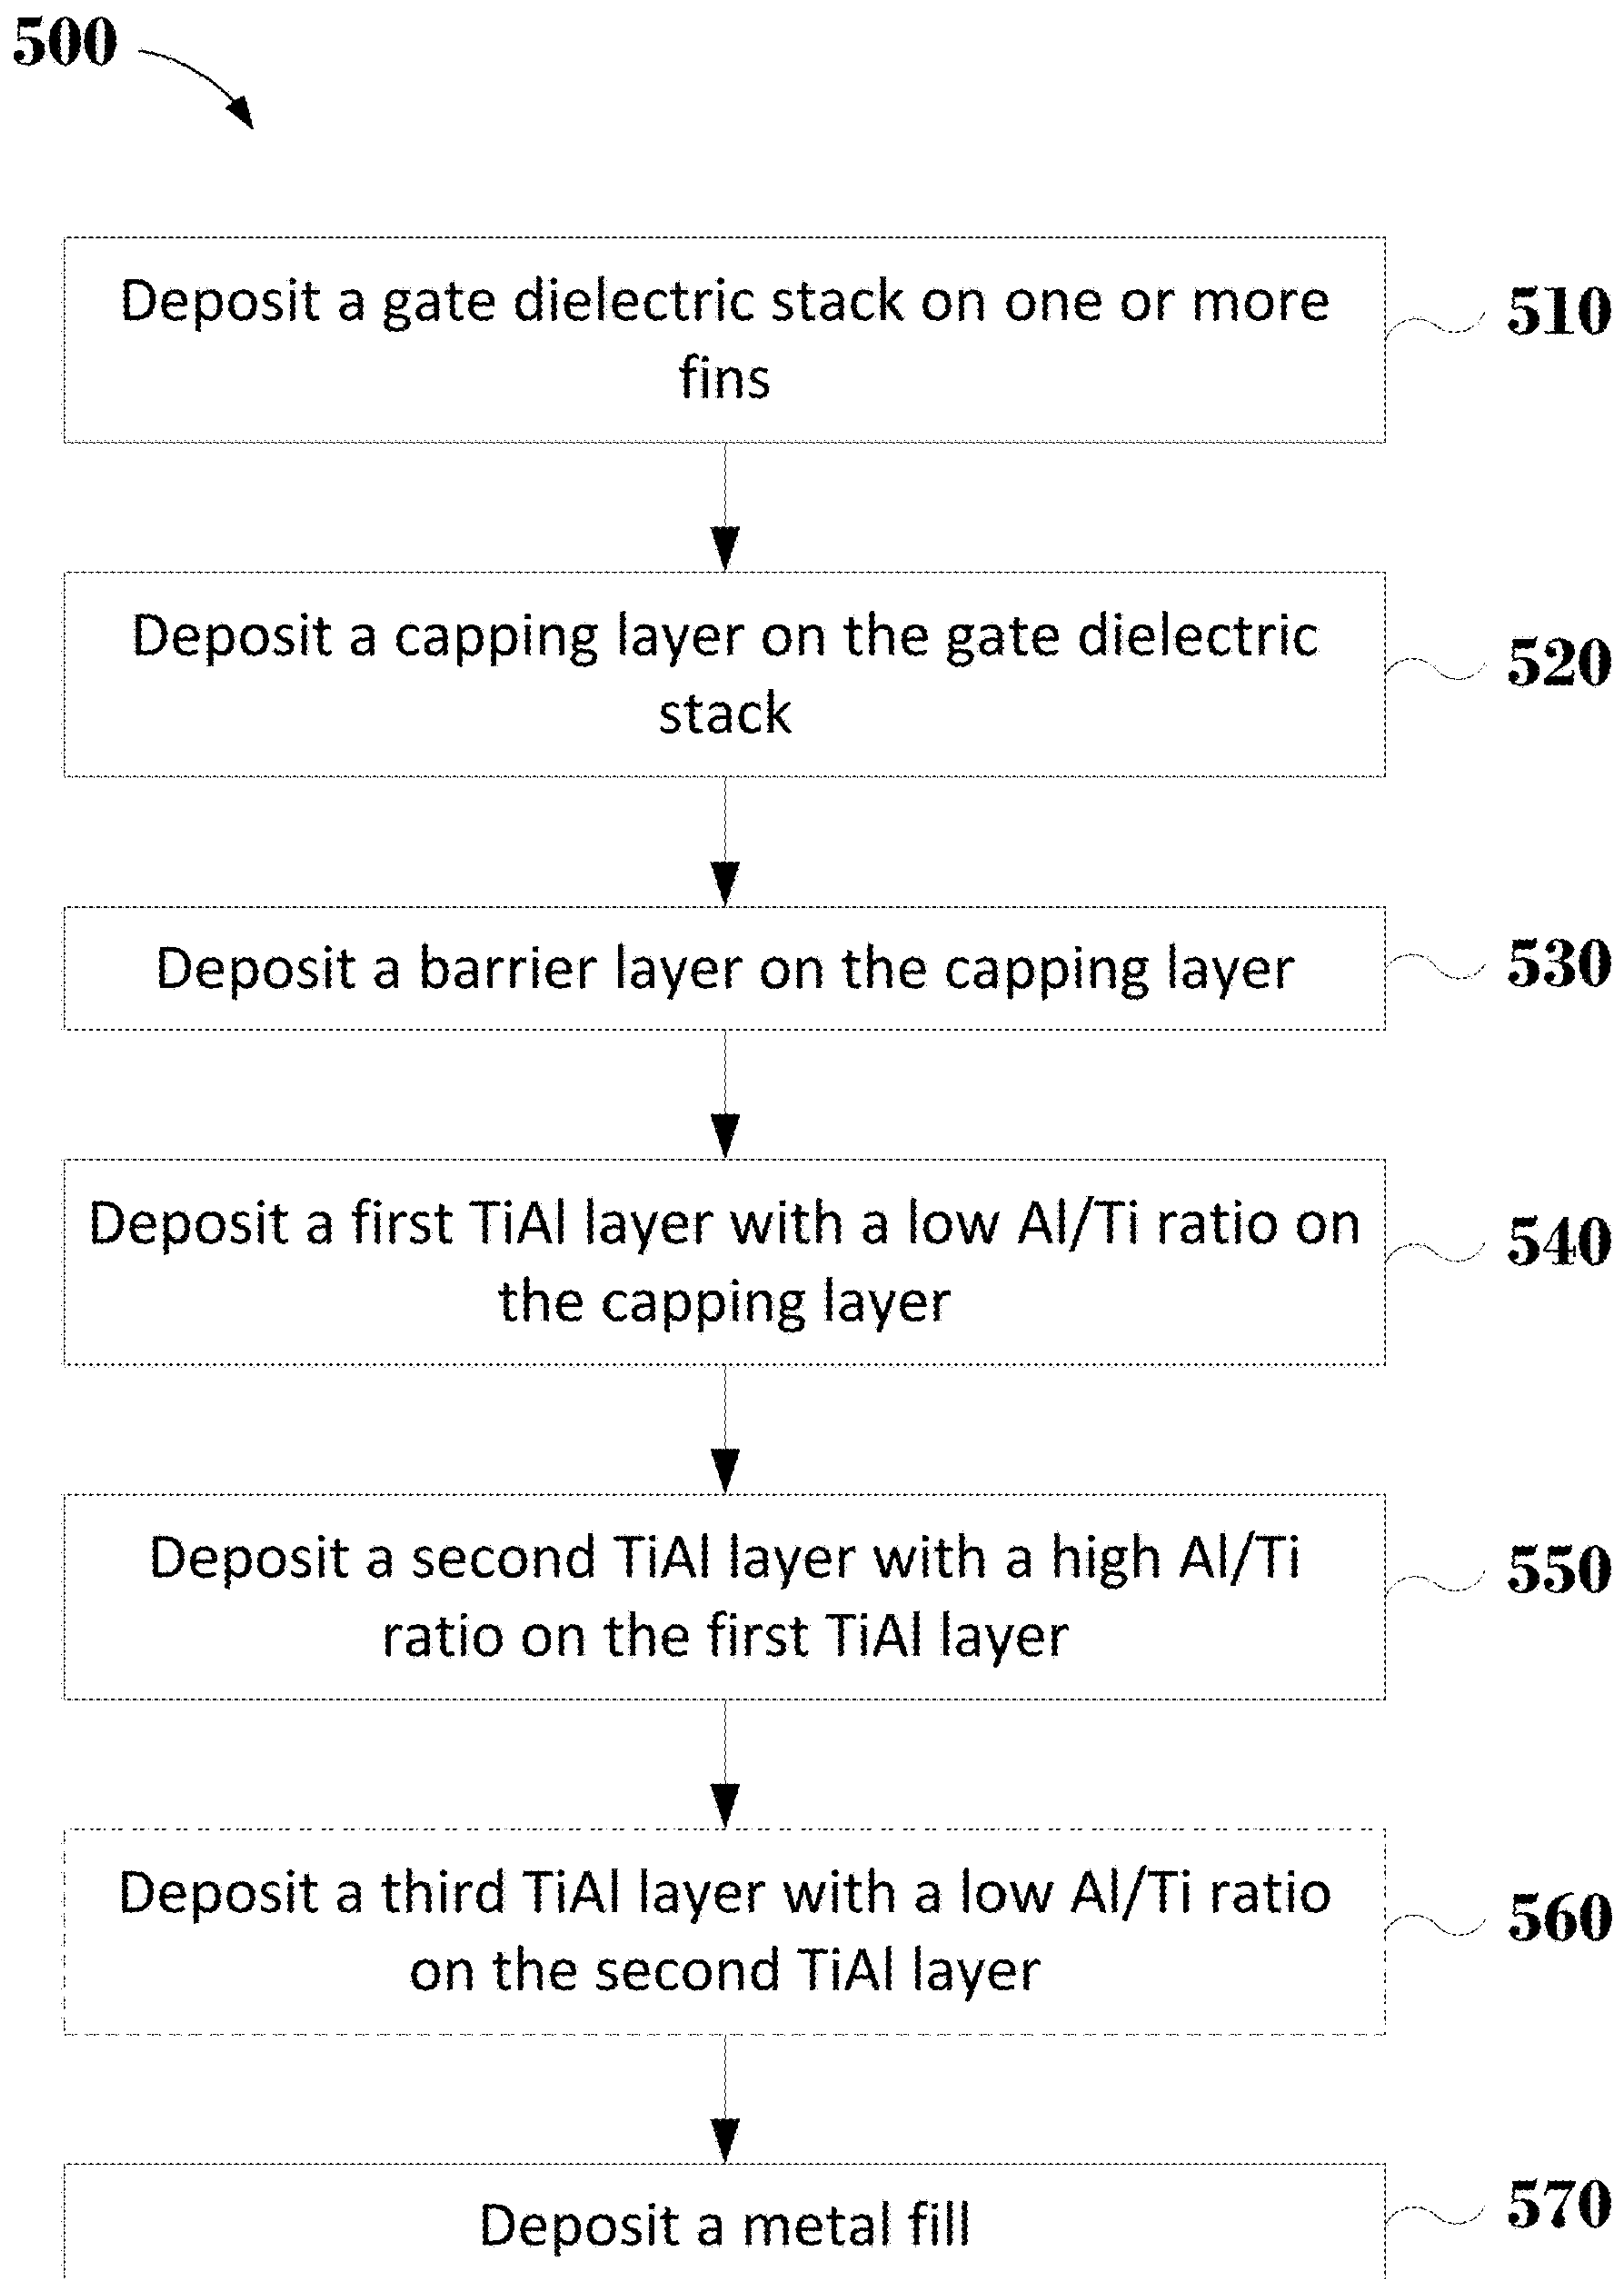 500
Deposit a gate dielectric stack on one or more
fins
510
Deposit a capping layer on the gate dielectric
stack
520
Deposit a barrier layer on the capping layer
530
Deposit a first TiAl layer with a low Al/Ti ratio on
the capping layer
540
Deposit a second TiAl layer with a high Al/Ti
ratio on the first TiAl layer
550
Deposit a third TiAl layer with a low Al/Ti ratio
on the second TiAl layer
560
Deposit a metal fill
570